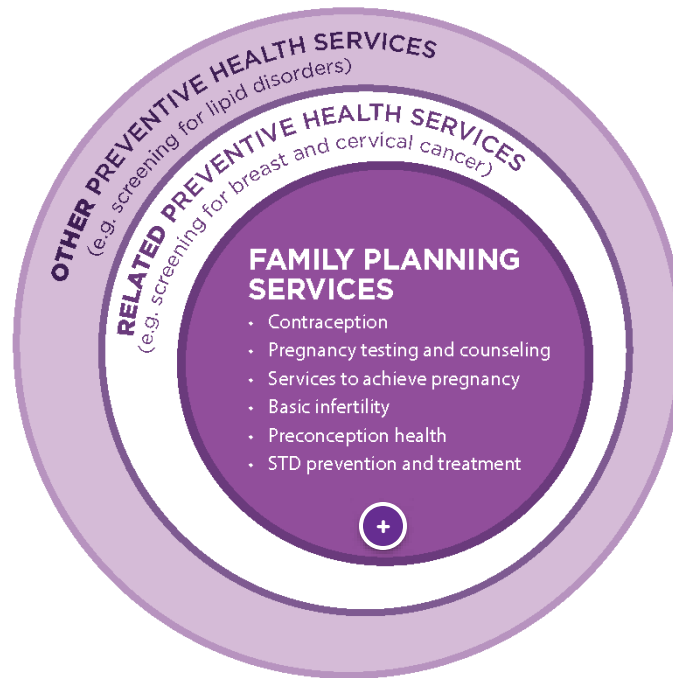 OTHER PREVENTIVE HEALTH SERVICES
(e.g. screening for lipid disorders)
RELATED PREVENTIVE HEALTH SERVICES
(e.g. screening for breast and cervical cancer)
FAMILY PLANNING
SERVICES
• Contraception
• Pregnancy testing and counseling
• Services to achieve pregnancy
• Basic infertility
• Preconception health
• STD prevention and treatment
+